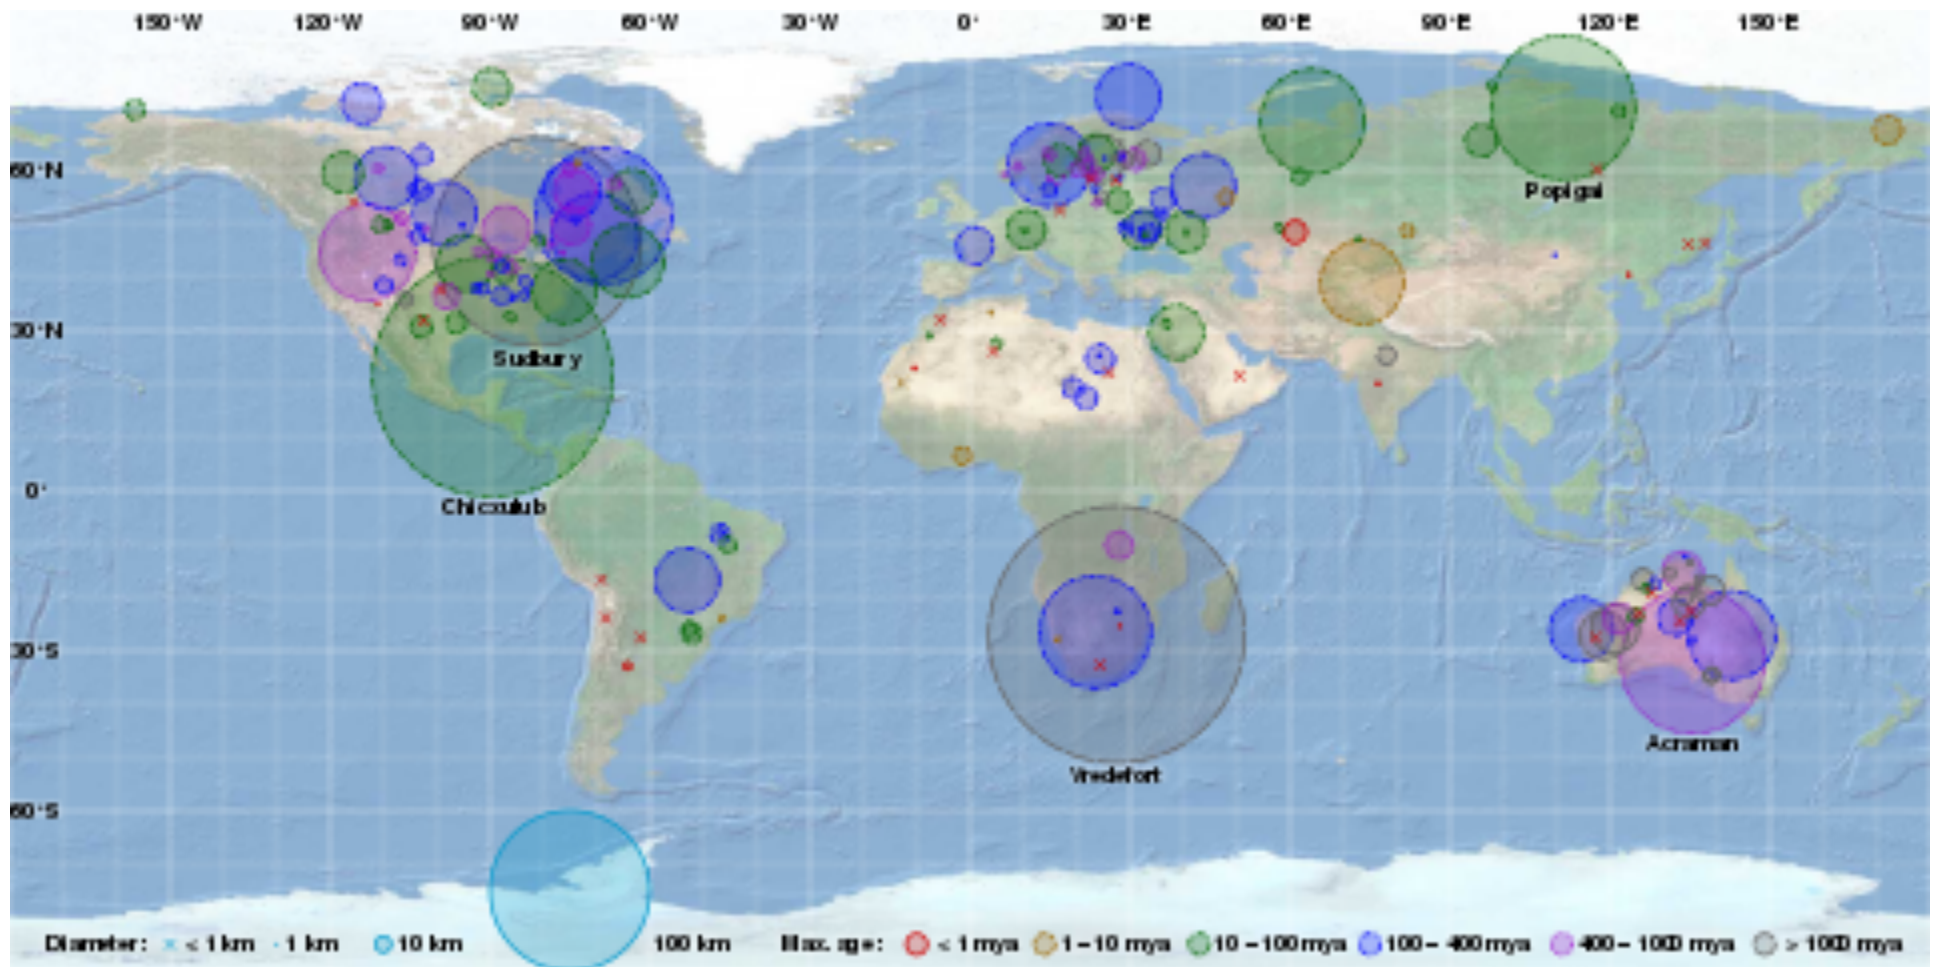 150°W 120°W 90°W 60°W 30°W 0° 30°E 60°E 90°E 120°E 150°E
60°N
Popigai
30°N
Sudbury
0°
Chicxulub
30°S
Acraman
Vredefort
60°S
Diameter: × < 1 km · 1 km 10 km 100 km Max. age: < 1 mya 1 – 10 mya 10 – 100 mya 100 – 400 mya 400 – 1000 mya > 1000 mya